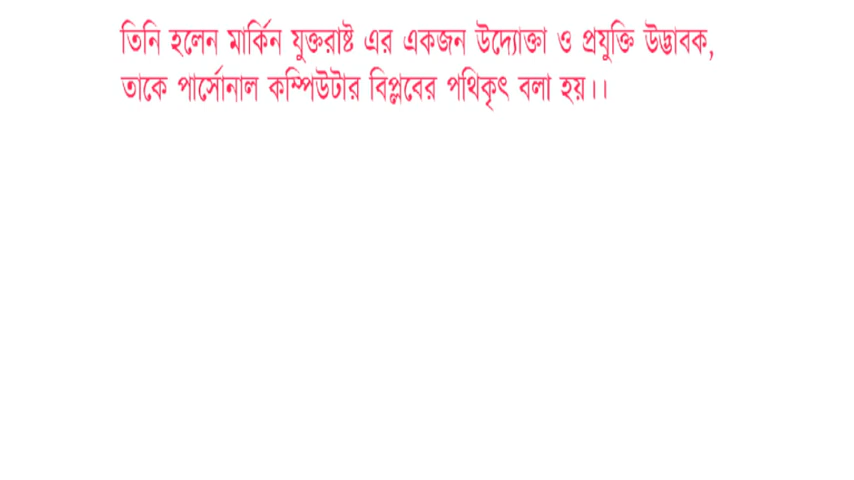 তিনি হলেন মার্কিন যুক্তরাষ্ট এর একজন উদ্যোক্তা ও প্রযুক্তি উদ্ভাবক,
তাকে পার্সোনাল কম্পিউটার বিপ্লবের পথিকৃৎ বলা হয়।।